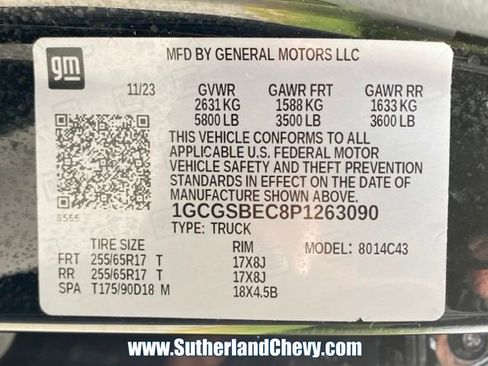 gm
MFD BY GENERAL MOTORS LLC
11/23 GVWR GAWR FRT GAWR RR
2631 KG 1588 KG 1633 KG
5800 LB 3500 LB 3600 LB
THIS VEHICLE CONFORMS TO ALL
APPLICABLE U.S. FEDERAL MOTOR
VEHICLE SAFETY AND THEFT PREVENTION
STANDARDS IN EFFECT ON THE DATE OF
MANUFACTURE SHOWN ABOVE.
8555
1GCGSBEC8P1263090
TYPE: TRUCK
TIRE SIZE RIM MODEL: 8014C43
FRT 255/65R17 T 17X8J
RR 255/65R17 T 17X8J
SPA T175/90D18 M 18X4.5B
www.SutherlandChevy.com